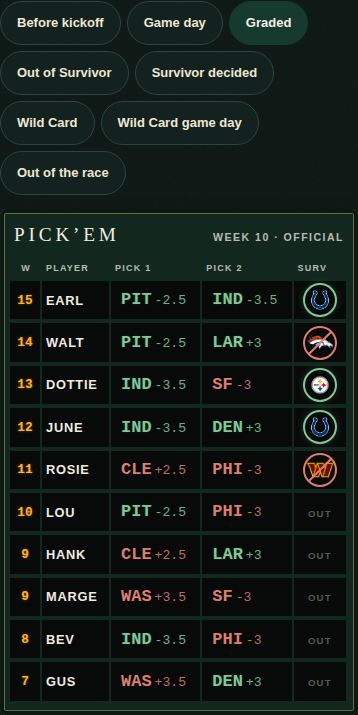 Before kickoff Game day Graded
Out of Survivor Survivor decided
Wild Card Wild Card game day
Out of the race
PICK’EM WEEK 10 · OFFICIAL
W PLAYER PICK 1 PICK 2 SURV
15 EARL PIT -2.5 IND -3.5
14 WALT PIT -2.5 LAR +3
13 DOTTIE IND -3.5 SF -3
12 JUNE IND -3.5 DEN +3
11 ROSIE CLE +2.5 PHI -3
10 LOU PIT -2.5 PHI -3 OUT
9 HANK CLE +2.5 LAR +3 OUT
9 MARGE WAS +3.5 SF -3 OUT
8 BEV IND -3.5 PHI -3 OUT
7 GUS WAS +3.5 DEN +3 OUT